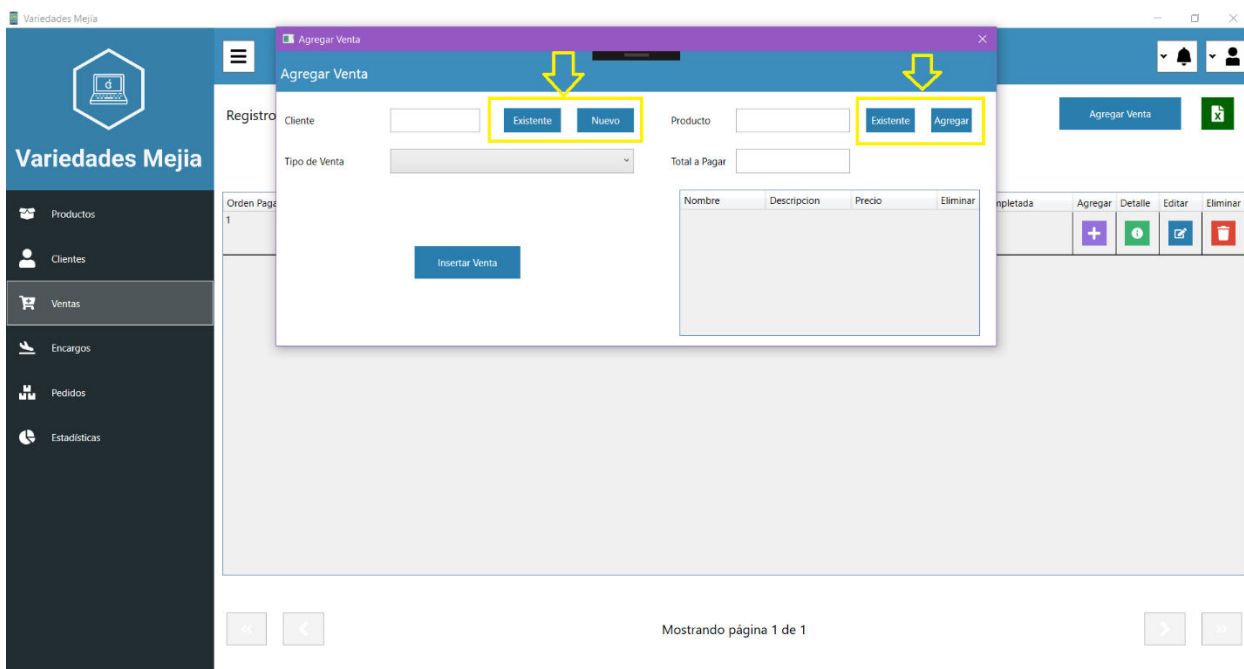 Variedades Mejia
Agregar Venta
Agregar Venta
Variedades Mejia
Productos
Clientes
Ventas
Encargos
Pedidos
Estadísticas
Registro
Agregar Venta
Cliente
Existente
Nuevo
Producto
Existente
Agregar
Tipo de Venta
Total a Pagar
Nombre
Descripcion
Precio
Eliminar
Insertar Venta
Orden Paga
mpletada
Agregar
Detalle
Editar
Eliminar
1
Mostrando página 1 de 1